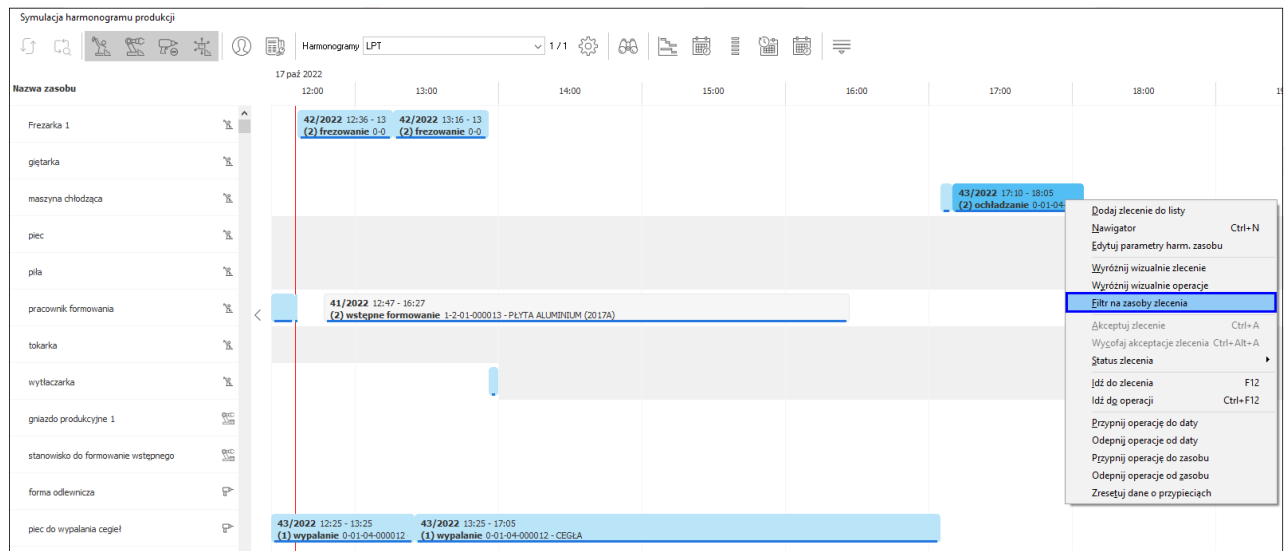 Symulacja harmonogramu produkcji
Harmonogramy LPT 1 / 1
17 paź 2022
Nazwa zasobu
12:00 13:00 14:00 15:00 16:00 17:00 18:00
Frezarka 1
42/2022 12:36 - 13 42/2022 13:16 - 13
(2) frezowanie 0-0 (2) frezowanie 0-0
giętarka
maszyna chłodząca
43/2022 17:10 - 18:05
(2) ochładzanie 0-01-04-
piec
piła
pracownik formowania
41/2022 12:47 - 16:27
(2) wstępne formowanie 1-2-01-000013 - PŁYTA ALUMINIUM (2017A)
tokarka
wytłaczarka
gniazdo produkcyjne 1
stanowisko do formowanie wstępnego
forma odlewnicza
piec do wypalania cegieł
43/2022 12:25 - 13:25 43/2022 13:25 - 17:05
(1) wypalanie 0-01-04-000012 (1) wypalanie 0-01-04-000012 - CEGŁA
Dodaj zlecenie do listy
Nawigator Ctrl+N
Edytuj parametry harm. zasobu
Wyróżnij wizualnie zlecenie
Wyróżnij wizualnie operacje
Filtr na zasoby zlecenia
Akceptuj zlecenie Ctrl+A
Wycofaj akceptacje zlecenia Ctrl+Alt+A
Status zlecenia
Idź do zlecenia F12
Idź do operacji Ctrl+F12
Przypnij operację do daty
Odepnij operacje od daty
Przypnij operację do zasobu
Odepnij operacje od zasobu
Zresetuj dane o przypieciąch